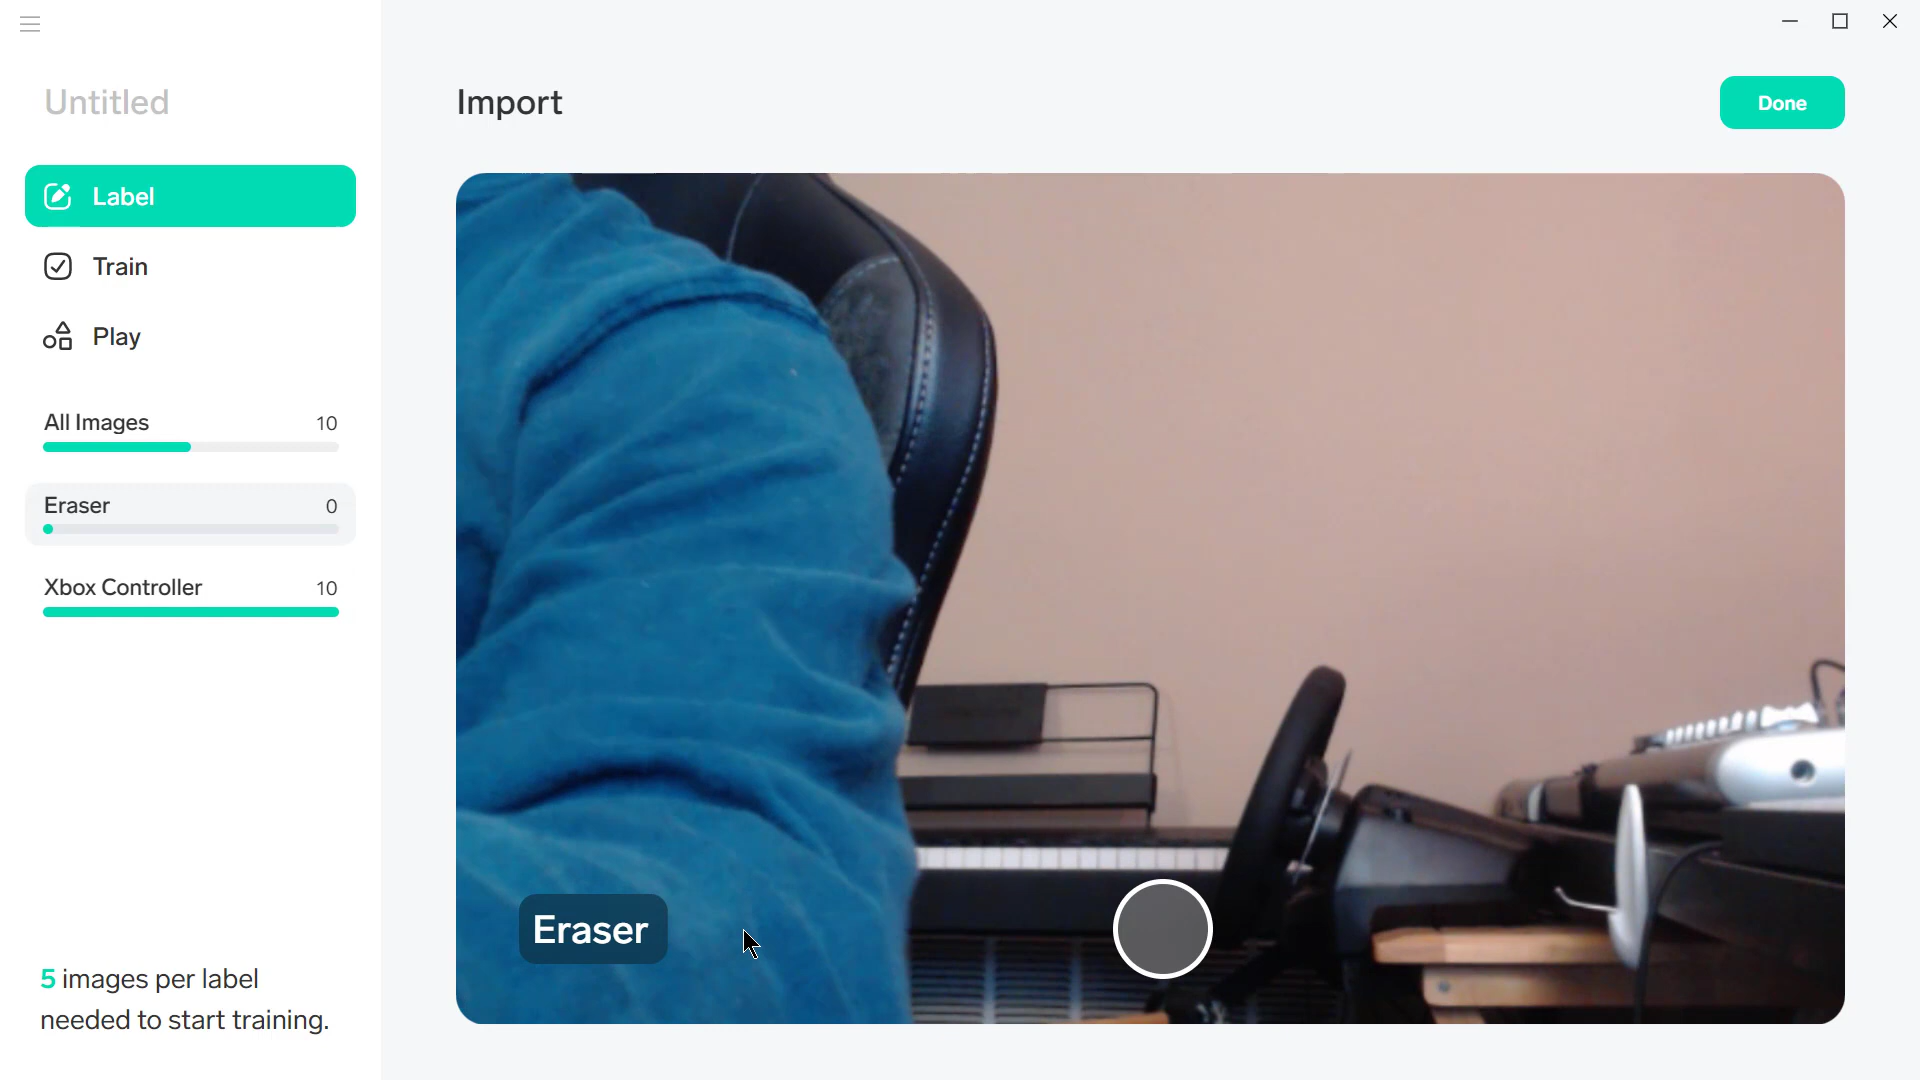 Untitled
Import
Done
Label
Train
Play
All Images 10
Eraser 0
Xbox Controller 10
Eraser
5 images per label
needed to start training.